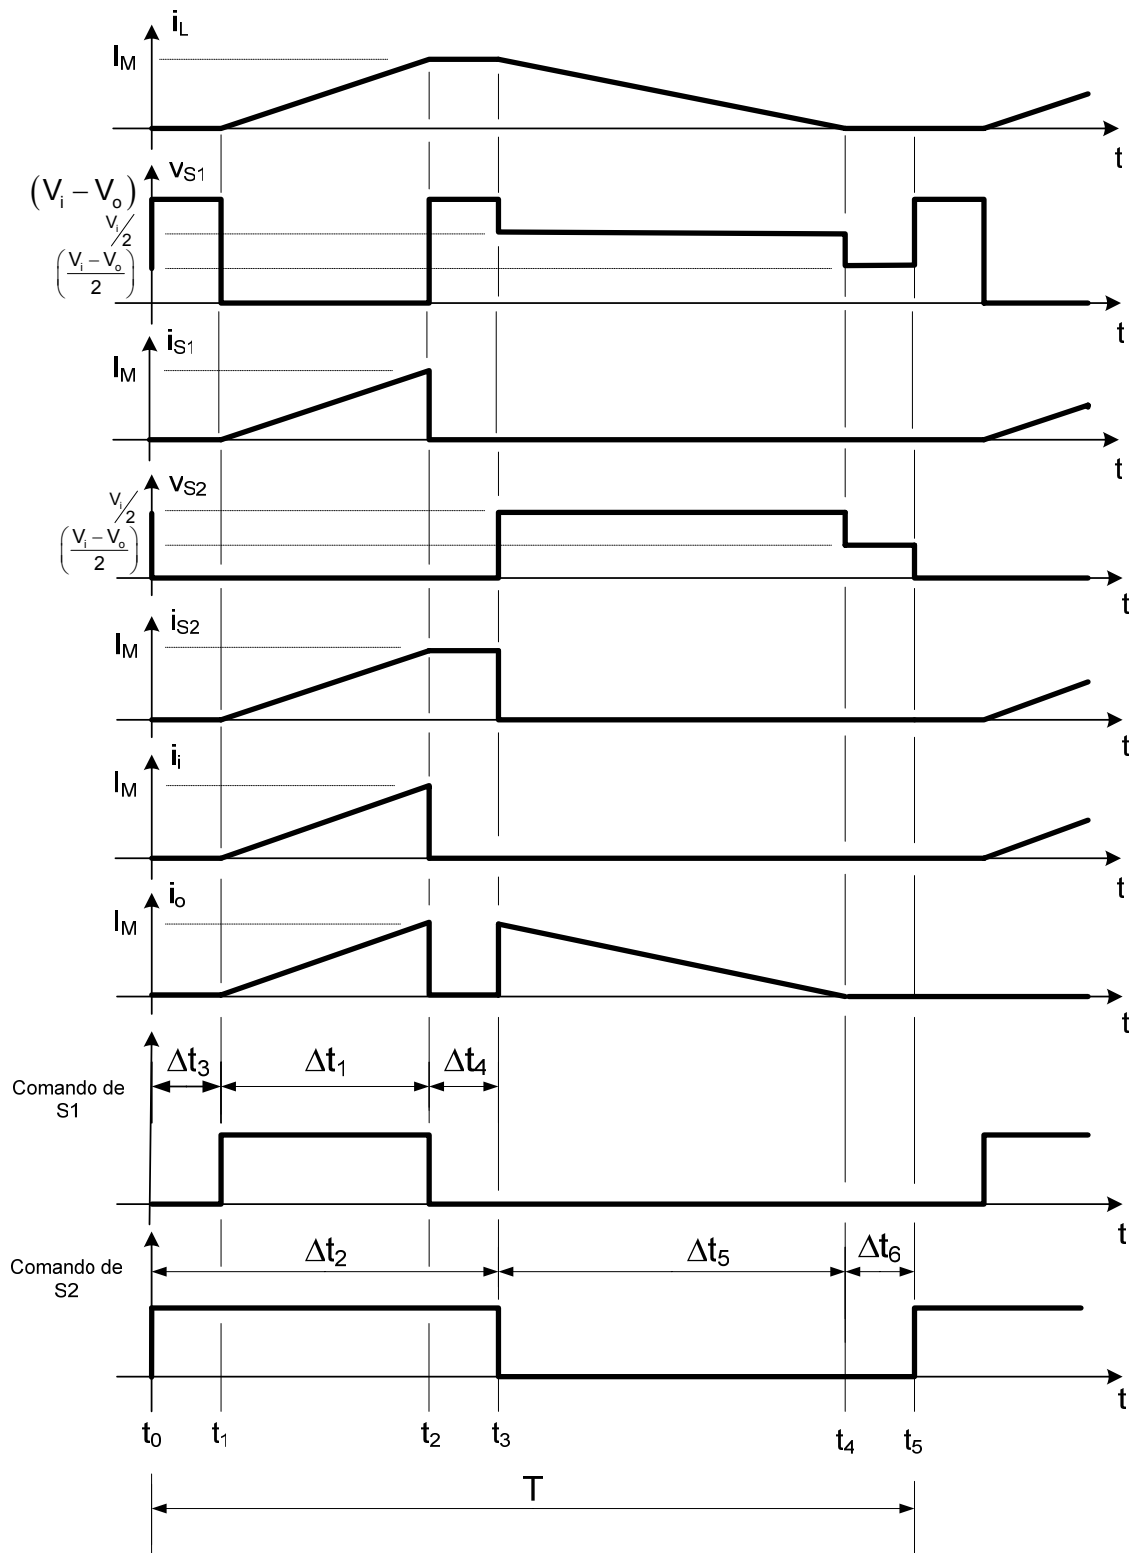 i_L
I_M
t
v_S1
(V_i − V_o)
V_i/2
((V_i − V_o)/2)
t
i_S1
I_M
t
v_S2
V_i/2
((V_i − V_o)/2)
t
i_S2
I_M
t
i_i
I_M
t
i_o
I_M
t
Δt_3 Δt_1 Δt_4
Comando de
S1
t
Δt_2 Δt_5 Δt_6
Comando de
S2
t
t_0 t_1 t_2 t_3 t_4 t_5
T